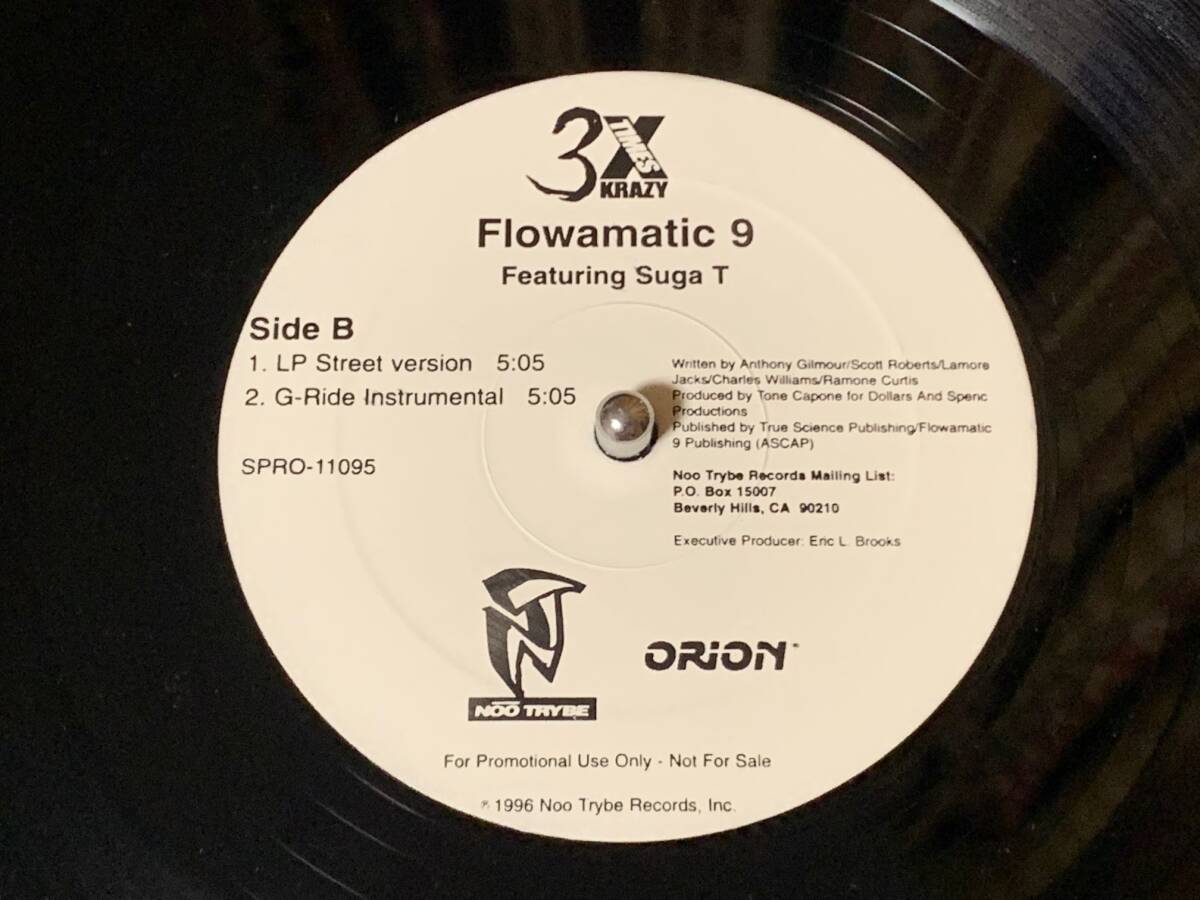 3X
TIMES
KRAZY
Flowamatic 9
Featuring Suga T
Side B
1. LP Street version 5:05
2. G-Ride Instrumental 5:05
SPRO-11095
Written by Anthony Gilmour/Scott Roberts/Lamore
Jacks/Charles Williams/Ramone Curtis
Produced by Tone Capone for Dollars And Spenc
Productions
Published by True Science Publishing/Flowamatic
9 Publishing (ASCAP)
Noo Trybe Records Mailing List:
P.O. Box 15007
Beverly Hills, CA 90210
Executive Producer: Eric L. Brooks
NOO TRYBE
ORION
For Promotional Use Only - Not For Sale
℗ 1996 Noo Trybe Records, Inc.